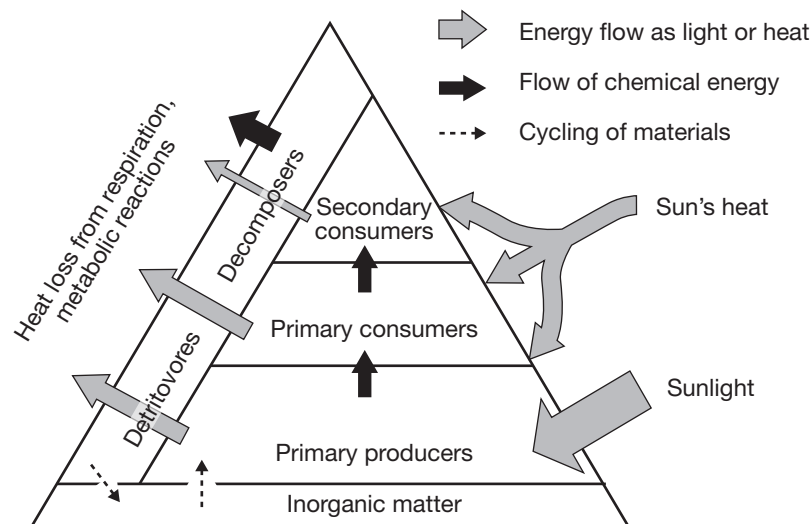 Energy flow as light or heat
Flow of chemical energy
Cycling of materials
Heat loss from respiration,
metabolic reactions
Decomposers
Detritovores
Secondary
consumers
Sun's heat
Primary consumers
Sunlight
Primary producers
Inorganic matter